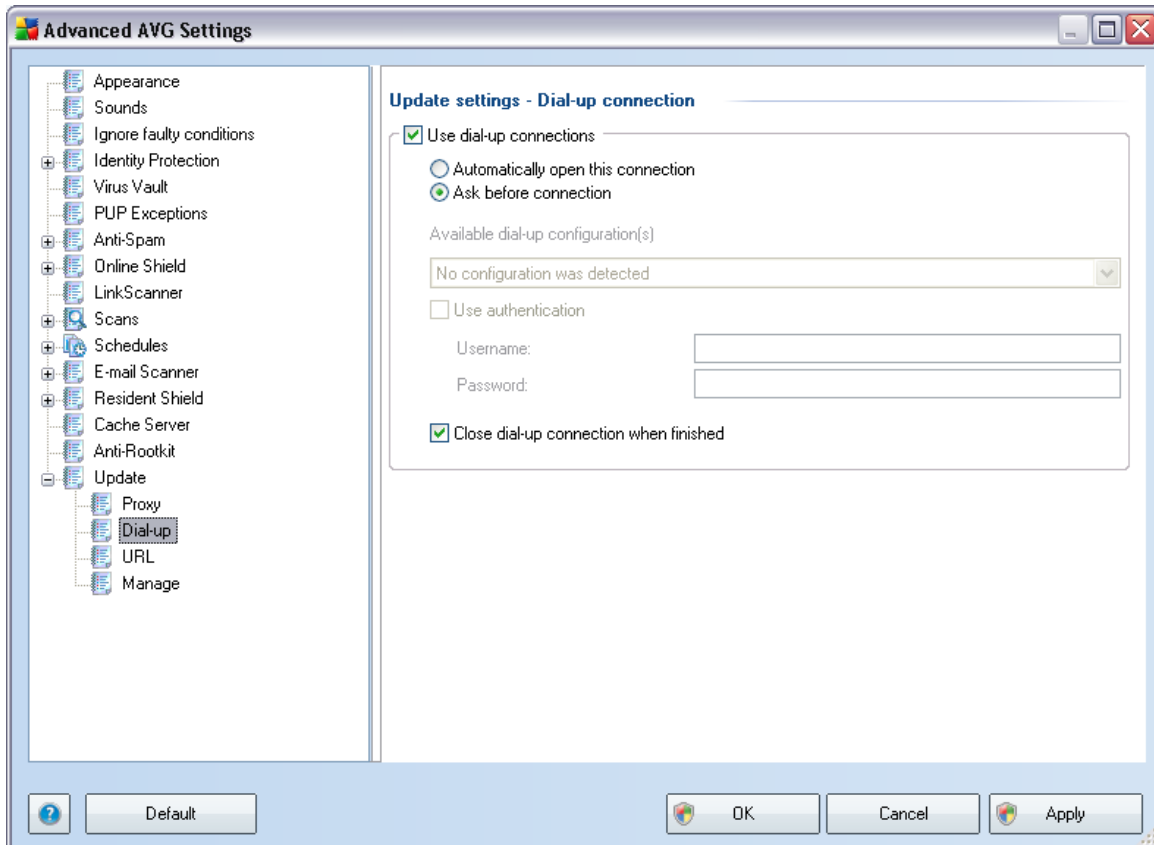 Advanced AVG Settings
Appearance
Sounds
Ignore faulty conditions
Identity Protection
Virus Vault
PUP Exceptions
Anti-Spam
Online Shield
LinkScanner
Scans
Schedules
E-mail Scanner
Resident Shield
Cache Server
Anti-Rootkit
Update
Proxy
Dial-up
URL
Manage
Update settings - Dial-up connection
Use dial-up connections
Automatically open this connection
Ask before connection
Available dial-up configuration(s)
No configuration was detected
Use authentication
Username:
Password:
Close dial-up connection when finished
? Default OK Cancel Apply